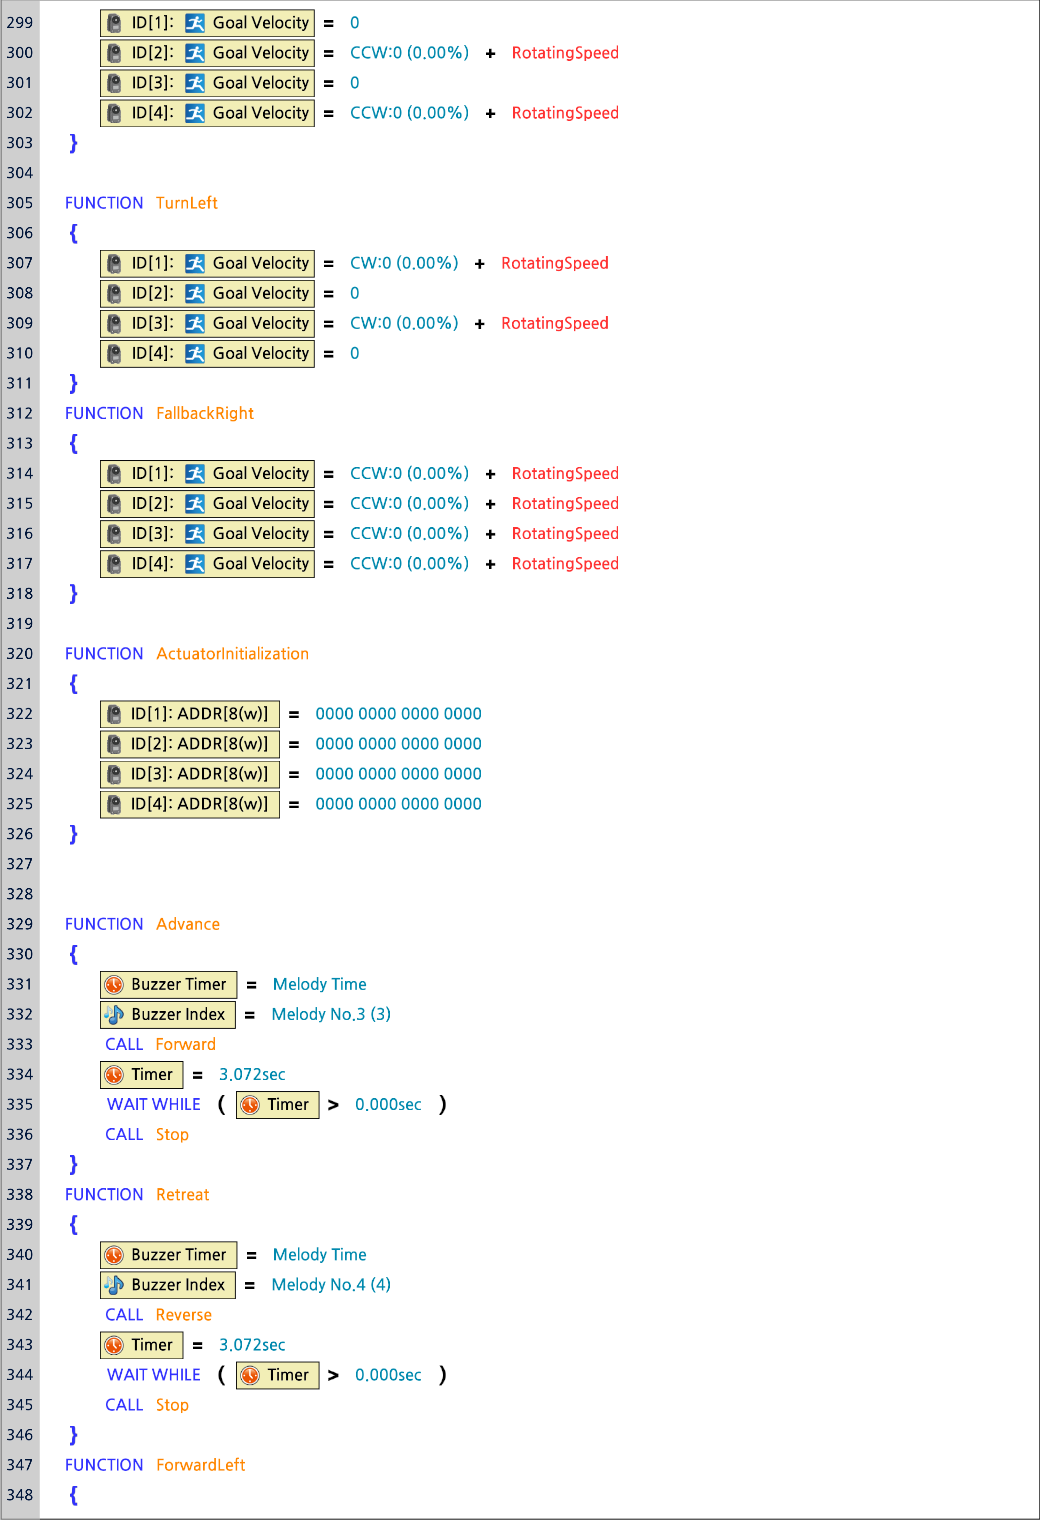 299 ID[1]: Goal Velocity = 0
300 ID[2]: Goal Velocity = CCW:0 (0.00%) + RotatingSpeed
301 ID[3]: Goal Velocity = 0
302 ID[4]: Goal Velocity = CCW:0 (0.00%) + RotatingSpeed
303 }
304
305 FUNCTION TurnLeft
306 {
307 ID[1]: Goal Velocity = CW:0 (0.00%) + RotatingSpeed
308 ID[2]: Goal Velocity = 0
309 ID[3]: Goal Velocity = CW:0 (0.00%) + RotatingSpeed
310 ID[4]: Goal Velocity = 0
311 }
312 FUNCTION FallbackRight
313 {
314 ID[1]: Goal Velocity = CCW:0 (0.00%) + RotatingSpeed
315 ID[2]: Goal Velocity = CCW:0 (0.00%) + RotatingSpeed
316 ID[3]: Goal Velocity = CCW:0 (0.00%) + RotatingSpeed
317 ID[4]: Goal Velocity = CCW:0 (0.00%) + RotatingSpeed
318 }
319
320 FUNCTION ActuatorInitialization
321 {
322 ID[1]: ADDR[8(w)] = 0000 0000 0000 0000
323 ID[2]: ADDR[8(w)] = 0000 0000 0000 0000
324 ID[3]: ADDR[8(w)] = 0000 0000 0000 0000
325 ID[4]: ADDR[8(w)] = 0000 0000 0000 0000
326 }
327
328
329 FUNCTION Advance
330 {
331 Buzzer Timer = Melody Time
332 Buzzer Index = Melody No.3 (3)
333 CALL Forward
334 Timer = 3.072sec
335 WAIT WHILE ( Timer > 0.000sec )
336 CALL Stop
337 }
338 FUNCTION Retreat
339 {
340 Buzzer Timer = Melody Time
341 Buzzer Index = Melody No.4 (4)
342 CALL Reverse
343 Timer = 3.072sec
344 WAIT WHILE ( Timer > 0.000sec )
345 CALL Stop
346 }
347 FUNCTION ForwardLeft
348 {